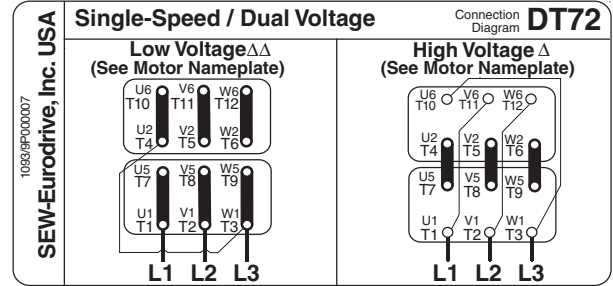 Single-Speed / Dual Voltage
Connection Diagram DT72
1093/9P000007
SEW-Eurodrive, Inc. USA
Low Voltage ΔΔ
(See Motor Nameplate)
U6 V6 W6
T10 T11 T12
U2 V2 W2
T4 T5 T6
U5 V5 W5
T7 T8 T9
U1 V1 W1
T1 T2 T3
L1 L2 L3
High Voltage Δ
(See Motor Nameplate)
U6 V6 W6
T10 T11 T12
U2 V2 W2
T4 T5 T6
U5 V5 W5
T7 T8 T9
U1 V1 W1
T1 T2 T3
L1 L2 L3